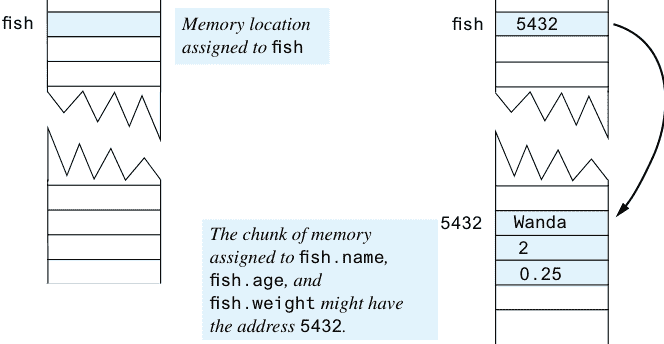 fish
Memory location
assigned to fish
fish 5432
5432 Wanda
2
0.25
The chunk of memory
assigned to fish.name,
fish.age, and
fish.weight might have
the address 5432.